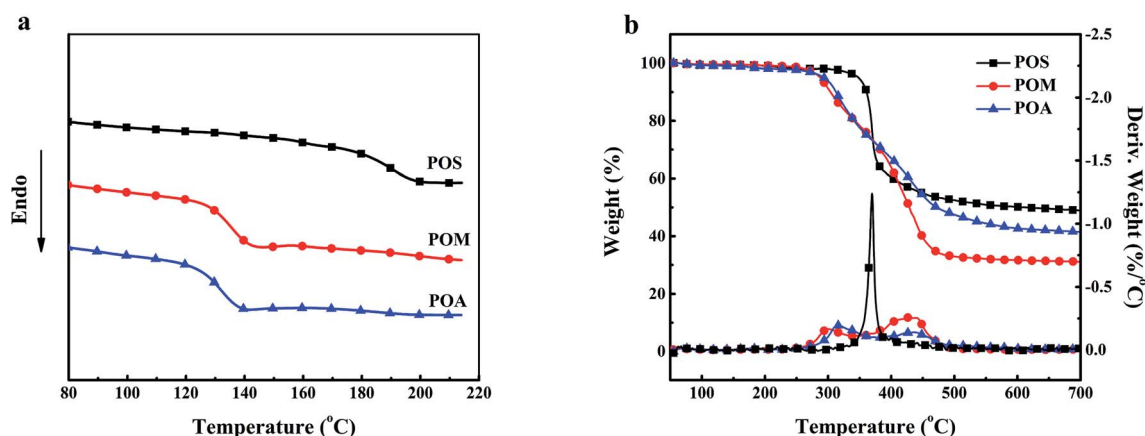 a
Endo
POS
POM
POA
80 100 120 140 160 180 200 220
Temperature (°C)
b
Weight (%)
100
80
60
40
20
0
POS
POM
POA
-2.5
-2.0
-1.5
-1.0
-0.5
0.0
Deriv. Weight (%/°C)
100 200 300 400 500 600 700
Temperature (°C)